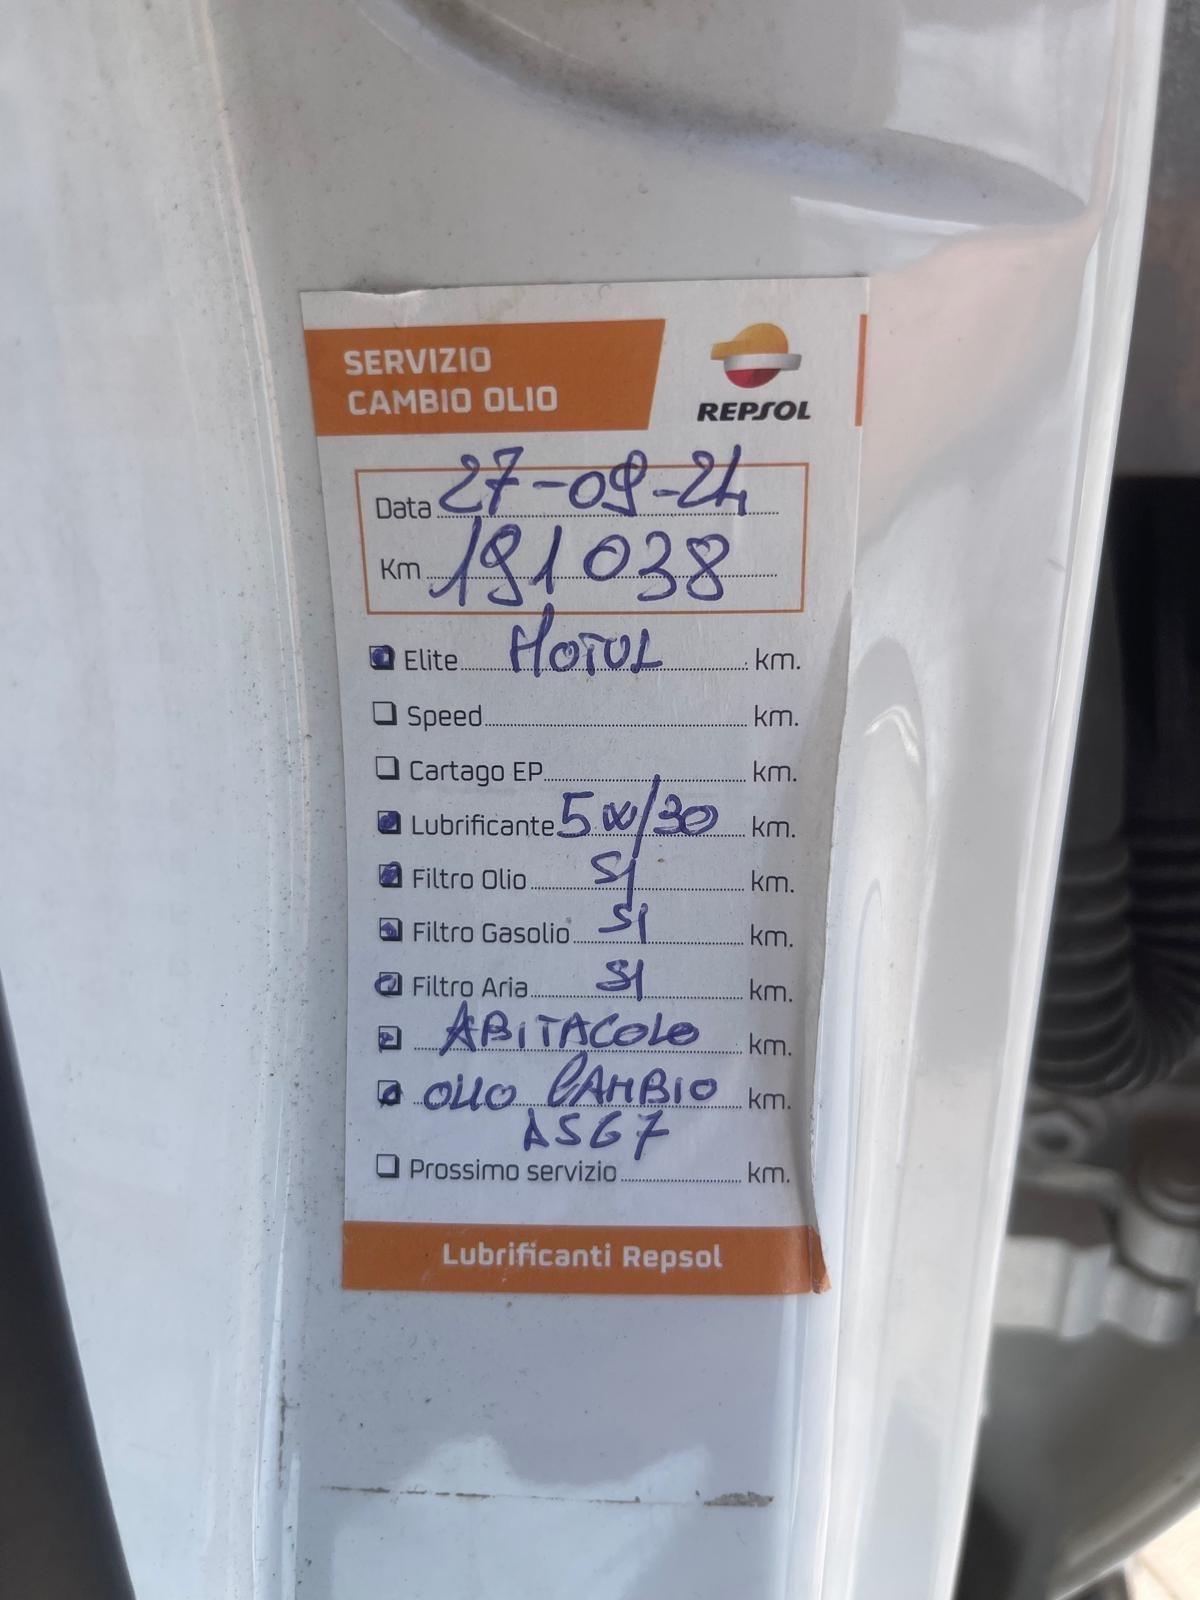 SERVIZIO
CAMBIO OLIO
REPSOL
Data 27-09-24
Km 191038
Elite MOTUL km.
Speed km.
Cartago EP km.
Lubrificante 5W/30 km.
Filtro Olio SI km.
Filtro Gasolio SI km.
Filtro Aria SI km.
ABITACOLO km.
OLIO CAMBIO km.
Prossimo servizio km.
Lubrificanti Repsol